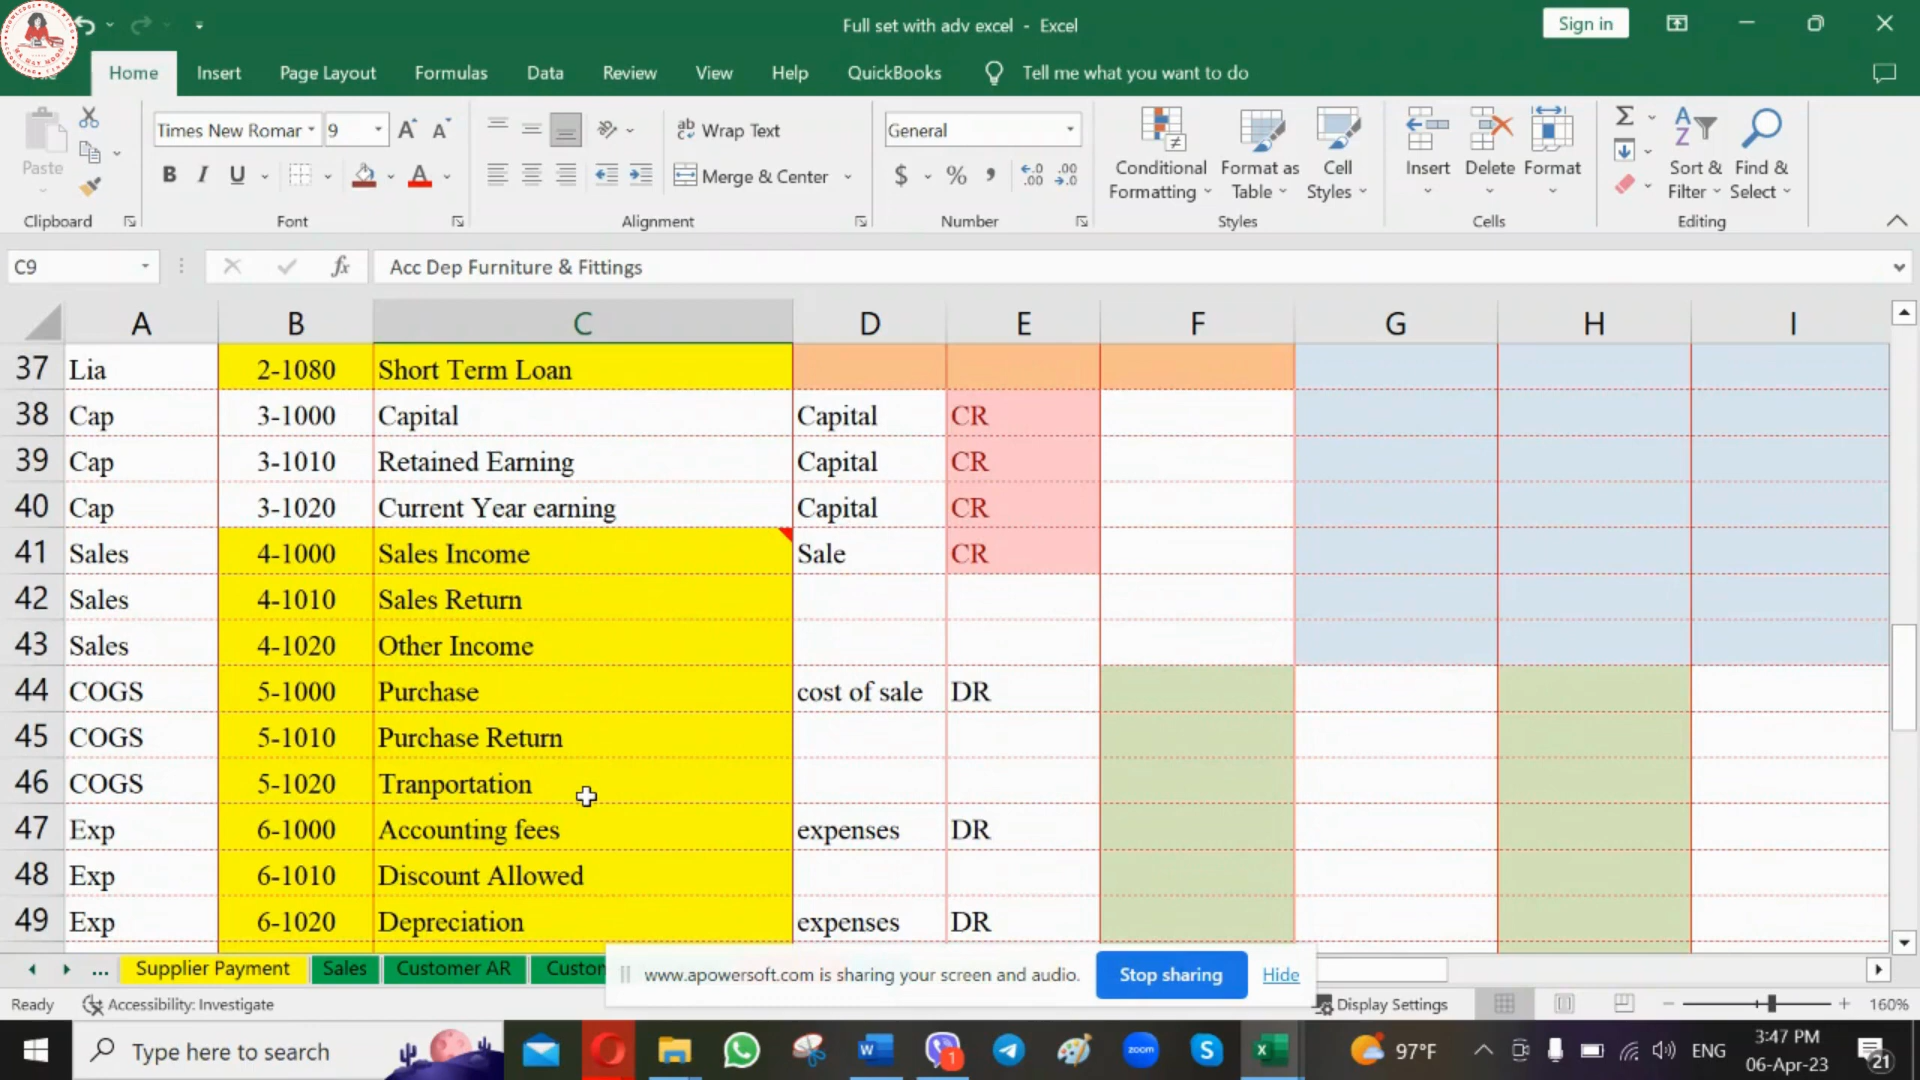 Full set with adv excel - Excel
Sign in
Home Insert Page Layout Formulas Data Review View Help QuickBooks Tell me what you want to do
Paste
Times New Romar 9
Wrap Text
General
Merge & Center
Conditional Formatting
Format as Table
Cell Styles
Insert
Delete
Format
Sort & Filter
Find & Select
Clipboard Font Alignment Number Styles Cells Editing
C9 fx Acc Dep Furniture & Fittings
A B C D E F G H I
37 Lia 2-1080 Short Term Loan
38 Cap 3-1000 Capital Capital CR
39 Cap 3-1010 Retained Earning Capital CR
40 Cap 3-1020 Current Year earning Capital CR
41 Sales 4-1000 Sales Income Sale CR
42 Sales 4-1010 Sales Return
43 Sales 4-1020 Other Income
44 COGS 5-1000 Purchase cost of sale DR
45 COGS 5-1010 Purchase Return
46 COGS 5-1020 Tranportation
47 Exp 6-1000 Accounting fees expenses DR
48 Exp 6-1010 Discount Allowed
49 Exp 6-1020 Depreciation expenses DR
... Supplier Payment Sales Customer AR Custon
www.apowersoft.com is sharing your screen and audio. Stop sharing Hide
Ready Accessibility: Investigate Display Settings 160%
Type here to search
zoom
1
97°F
ENG
3:47 PM
06-Apr-23
21